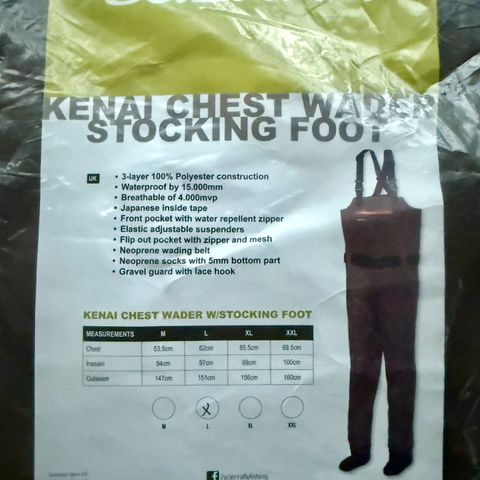 KENAI CHEST WADER
STOCKING FOOT
UK
• 3-layer 100% Polyester construction
• Waterproof by 15.000mm
• Breathable of 4.000mvp
• Japanese inside tape
• Front pocket with water repellent zipper
• Elastic adjustable suspenders
• Flip out pocket with zipper and mesh
• Neoprene wading belt
• Neoprene socks with 5mm bottom part
• Gravel guard with lace hook
KENAI CHEST WADER W/STOCKING FOOT
MEASUREMENTS M L XL XXL
Chest 53.5cm 62cm 65.5cm 69.5cm
Inseam 94cm 97cm 99cm 100cm
Outseam 147cm 151cm 156cm 160cm
X
M L XL XXL
f /scierraflyfishing